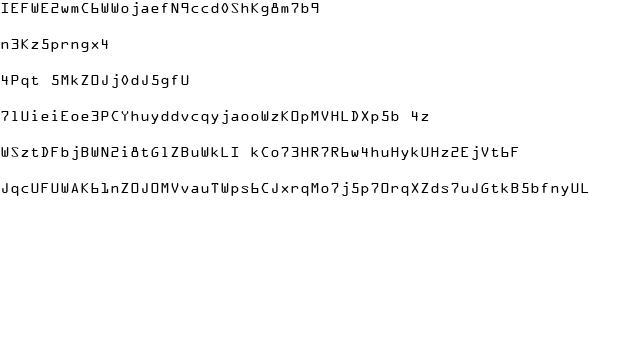 IEFWE2wmC6WWojaefN9ccd0ShKg8m7b9
n3Kz5prngx4
4Pqt 5MkZOJj0dJ5gfU
71UieiEoe3PCYhuyddvcqyjaooWzKOpMVHLDXp5b 4z
WSztDFbjBWN2i8tG1ZBuWkLI kCo73HR7R6w4huHykUHz2EjVt6F
JqcUFUWAK61nZOJOMVvauTWps6CJxrqMo7j5p7OrqXZds7uJGtkB5bfnyUL